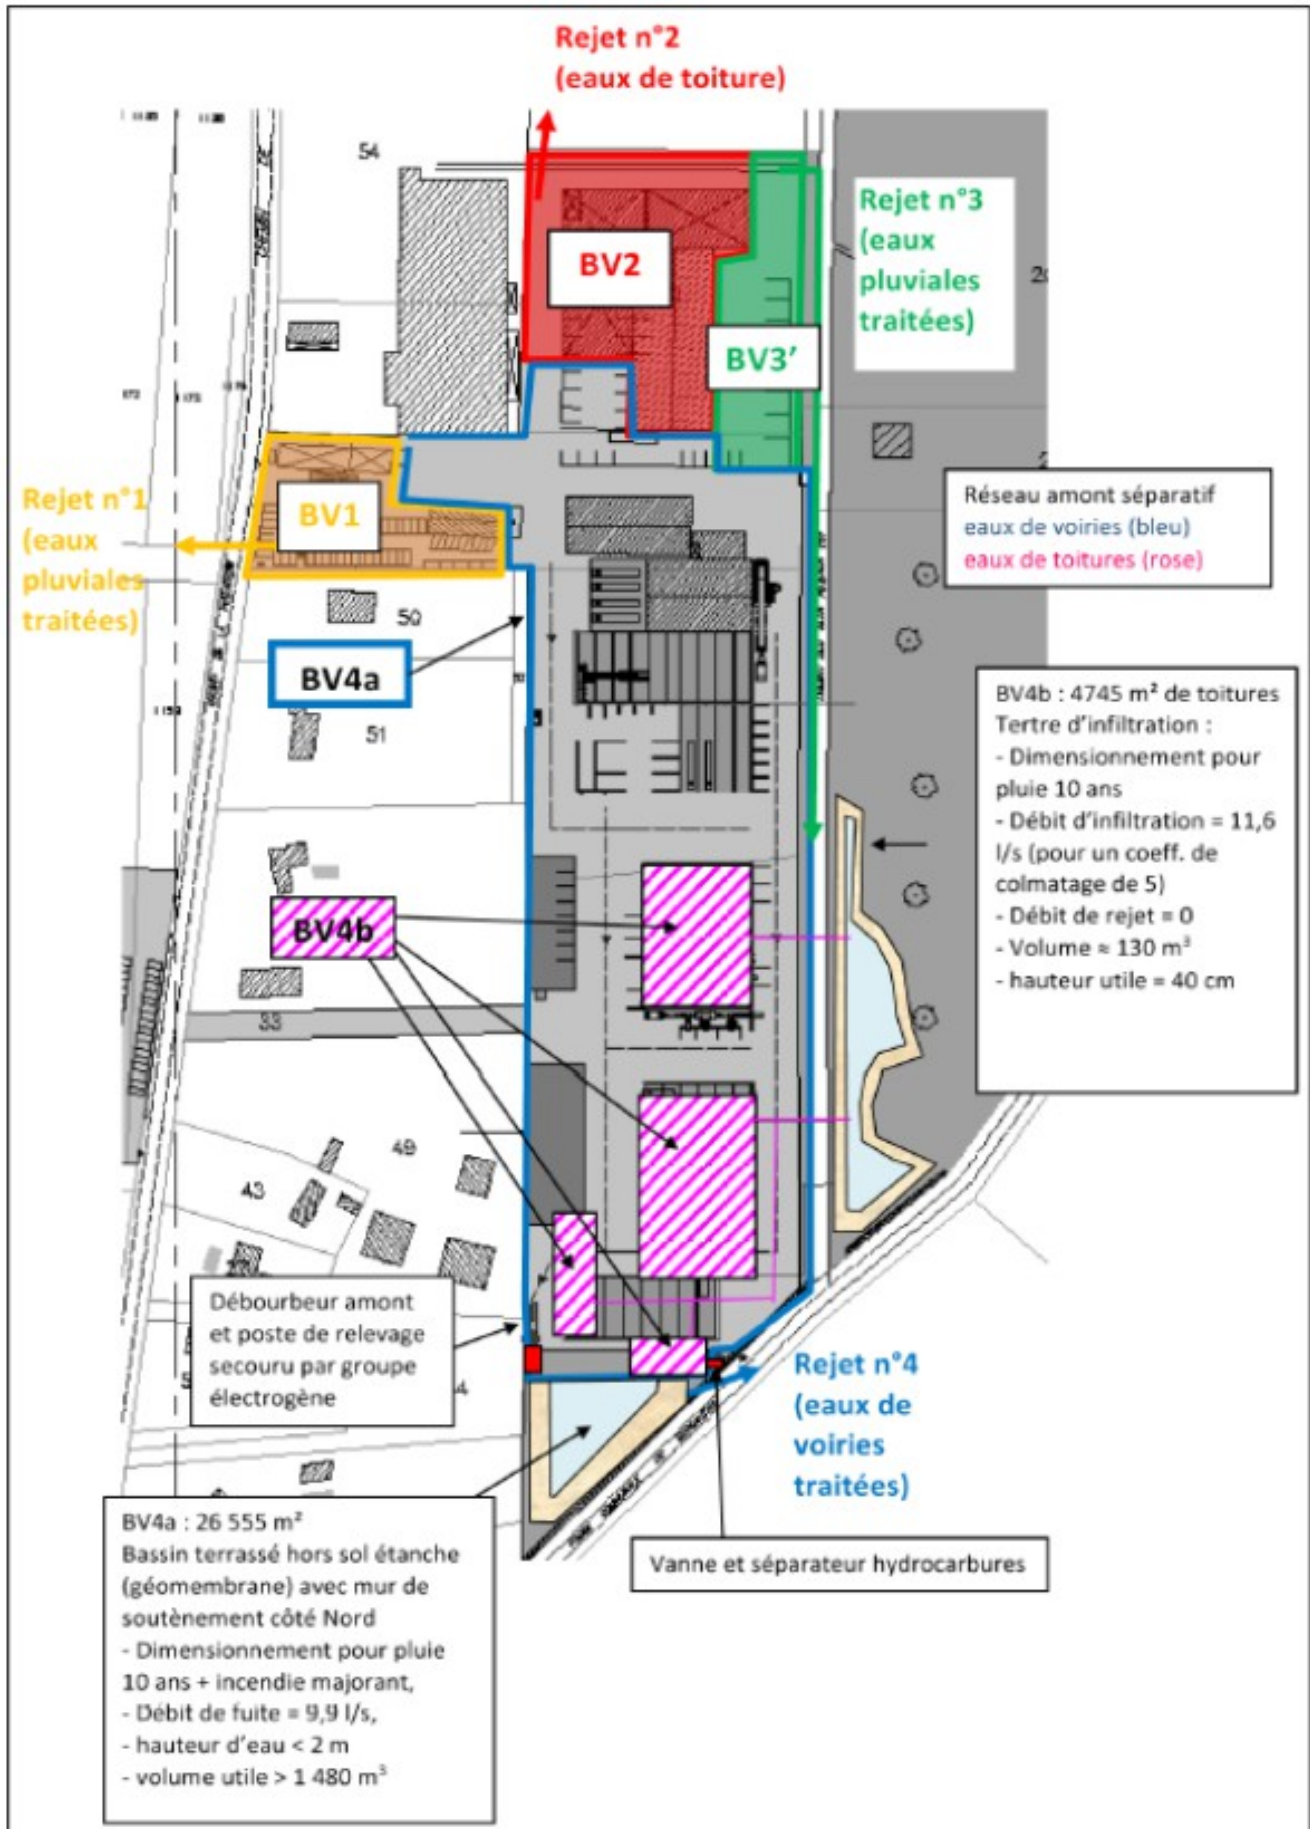 Rejet n°2
(eaux de toiture)
54
Rejet n°3
(eaux
pluviales
traitées)
BV2
BV3’
Rejet n°1
(eaux
pluviales
traitées)
BV1
Réseau amont séparatif
eaux de voiries (bleu)
eaux de toitures (rose)
50
BV4a
51
BV4b : 4745 m² de toitures
Tertre d’infiltration :
- Dimensionnement pour
pluie 10 ans
- Débit d’infiltration = 11,6
l/s (pour un coeff. de
colmatage de 5)
- Débit de rejet = 0
- Volume ≈ 130 m³
- hauteur utile = 40 cm
BV4b
33
49
43
Débourbeur amont
et poste de relevage
secouru par groupe
électrogène
Rejet n°4
(eaux de
voiries
traitées)
BV4a : 26 555 m²
Bassin terrassé hors sol étanche
(géomembrane) avec mur de
soutènement côté Nord
- Dimensionnement pour pluie
10 ans + incendie majorant,
- Débit de fuite = 9,9 l/s,
- hauteur d’eau < 2 m
- volume utile > 1 480 m³
Vanne et séparateur hydrocarbures